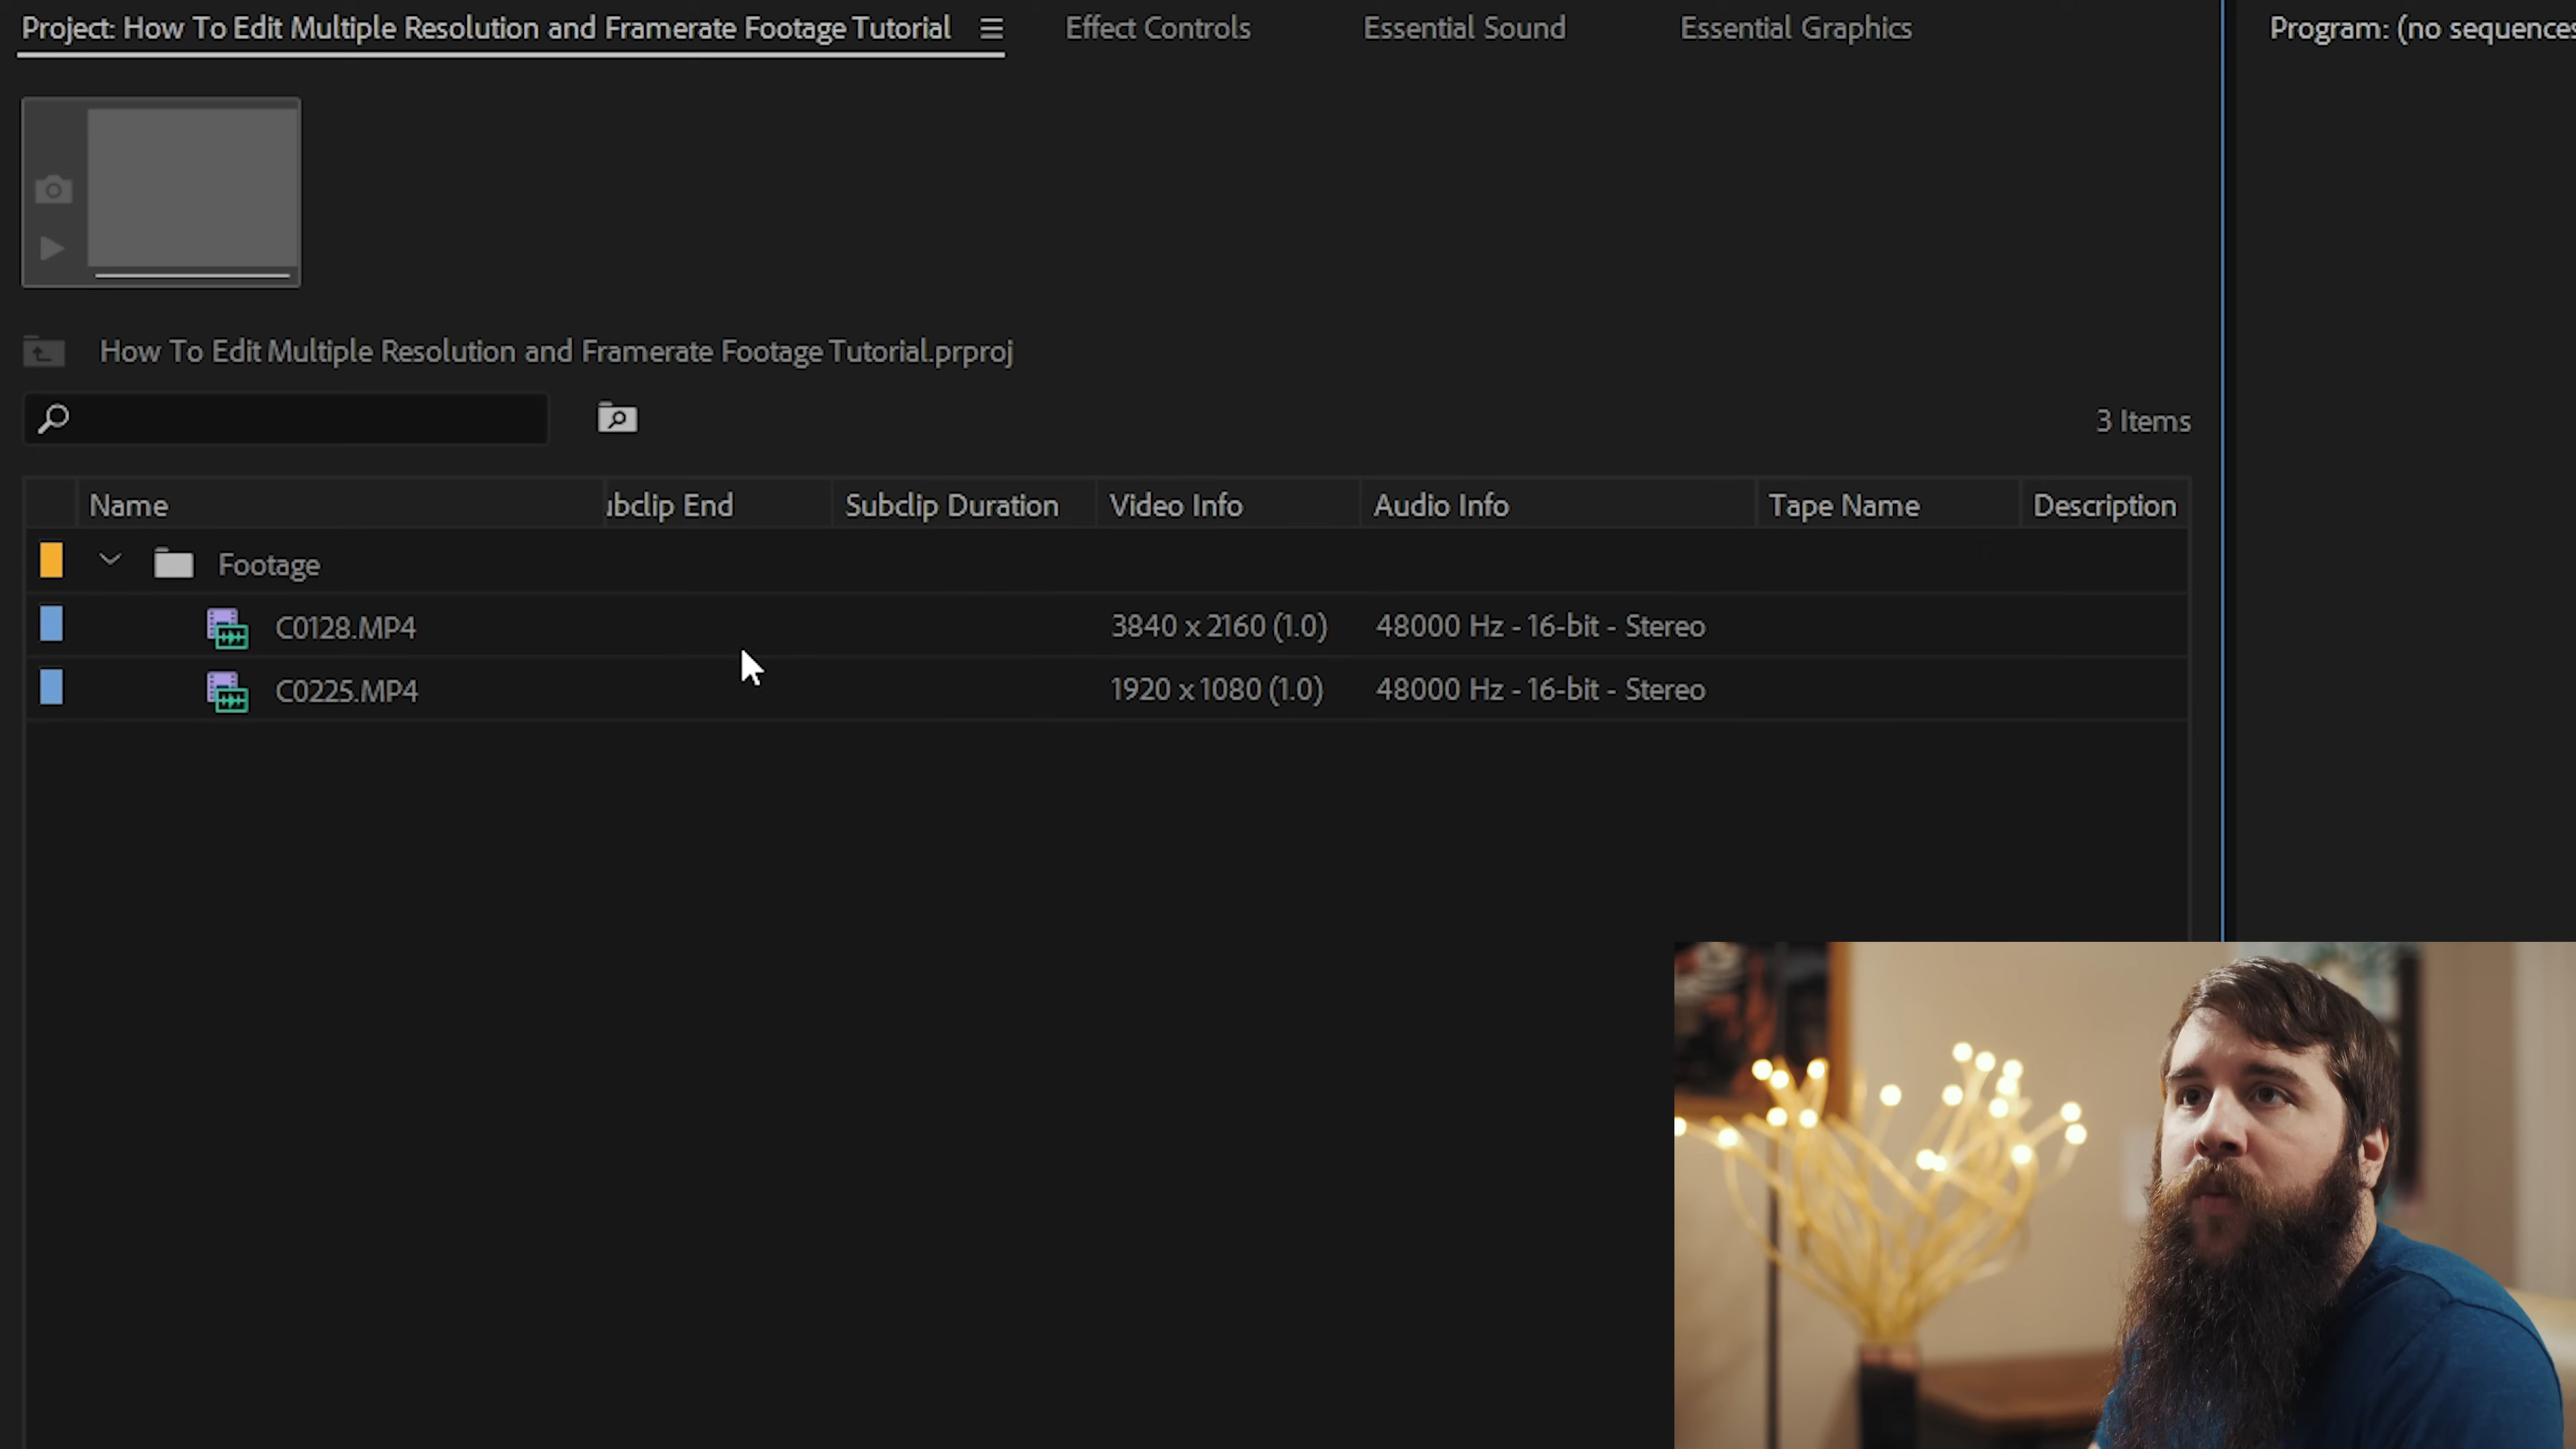 Project: How To Edit Multiple Resolution and Framerate Footage Tutorial Effect Controls Essential Sound Essential Graphics Program: (no sequences
How To Edit Multiple Resolution and Framerate Footage Tutorial.prproj
3 Items
Name ubclip End Subclip Duration Video Info Audio Info Tape Name Description
Footage
C0128.MP4 3840 x 2160 (1.0) 48000 Hz - 16-bit - Stereo
C0225.MP4 1920 x 1080 (1.0) 48000 Hz - 16-bit - Stereo